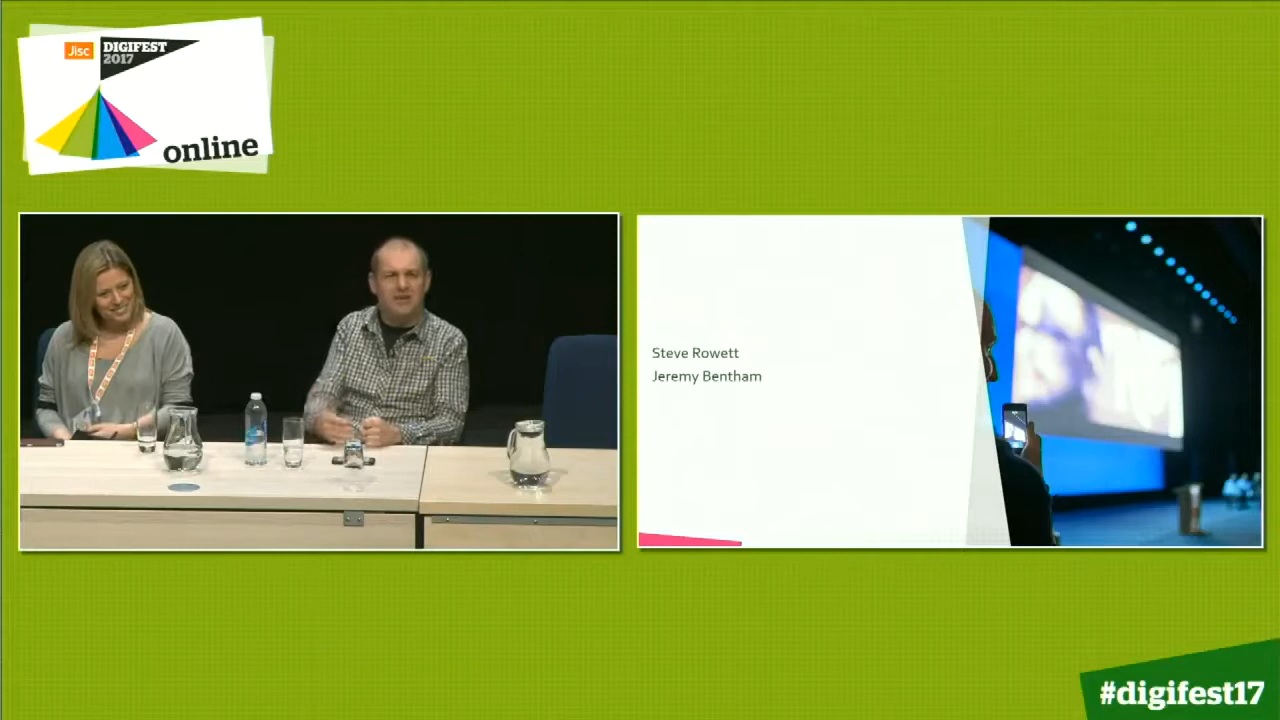 Jisc
DIGIFEST
2017
online
Steve Rowett
Jeremy Bentham
#digifest17